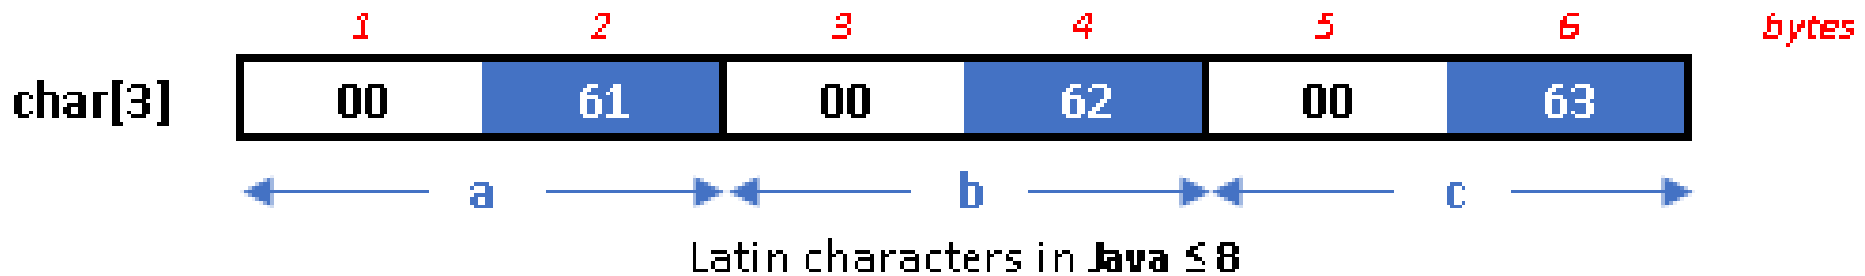 1 2 3 4 5 6 bytes
char[3] 00 61 00 62 00 63
a b c
Latin characters in Java ≤ 8